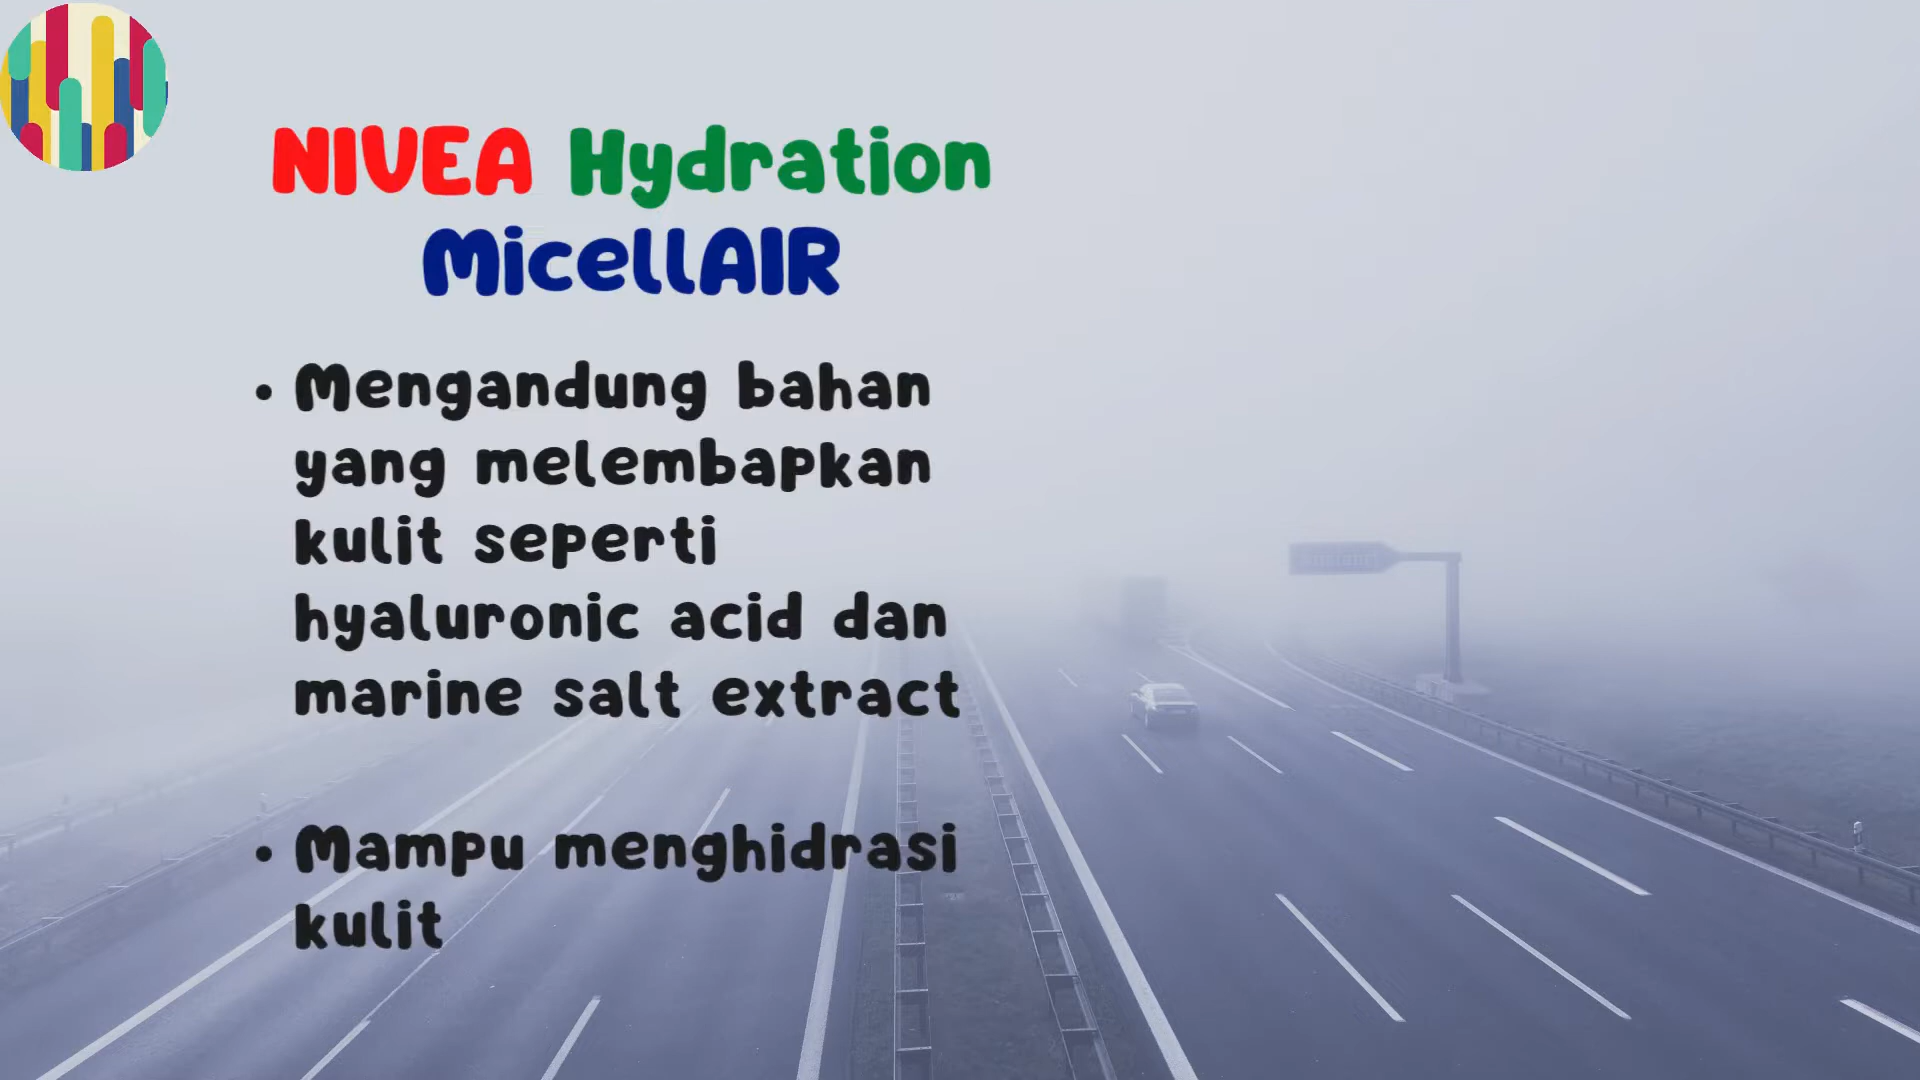 NIVEA Hydration
MicellAIR
• Mengandung bahan
yang melembapkan
kulit seperti
hyaluronic acid dan
marine salt extract
• Mampu menghidrasi
kulit